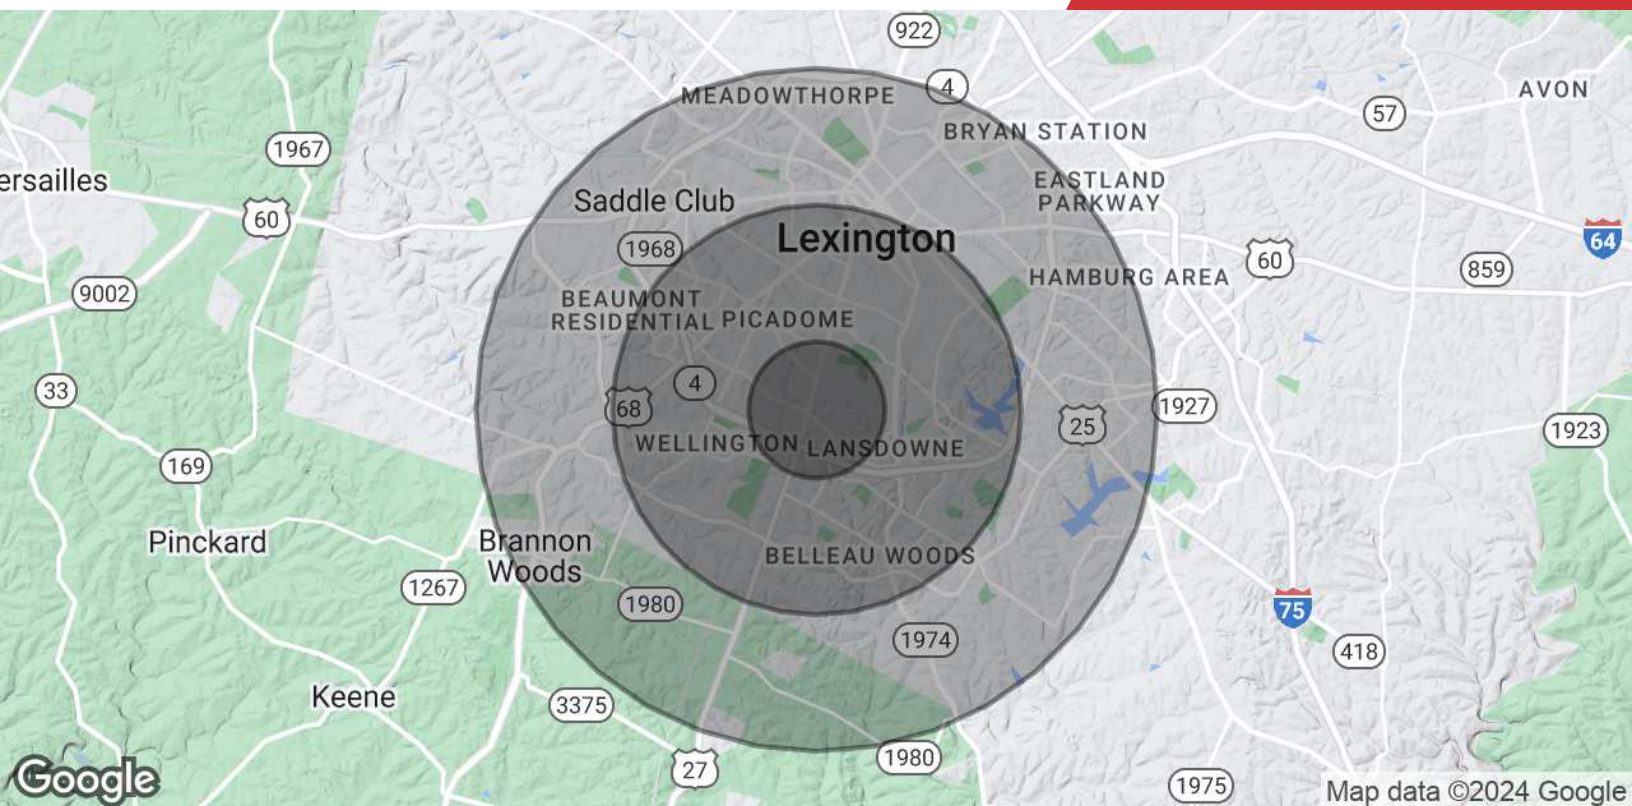 922
MEADOWTHORPE
4
57
AVON
BRYAN STATION
1967
ersailles
EASTLAND
PARKWAY
Saddle Club
60
1968
Lexington
64
60
859
HAMBURG AREA
9002
BEAUMONT
RESIDENTIAL
PICADOME
33
4
68
1927
25
1923
WELLINGTON
LANSDOWNE
169
Pinckard
Brannon
Woods
BELLEAU WOODS
1267
1980
75
1974
418
Keene
3375
1980
27
Google
1975
Map data ©2024 Google